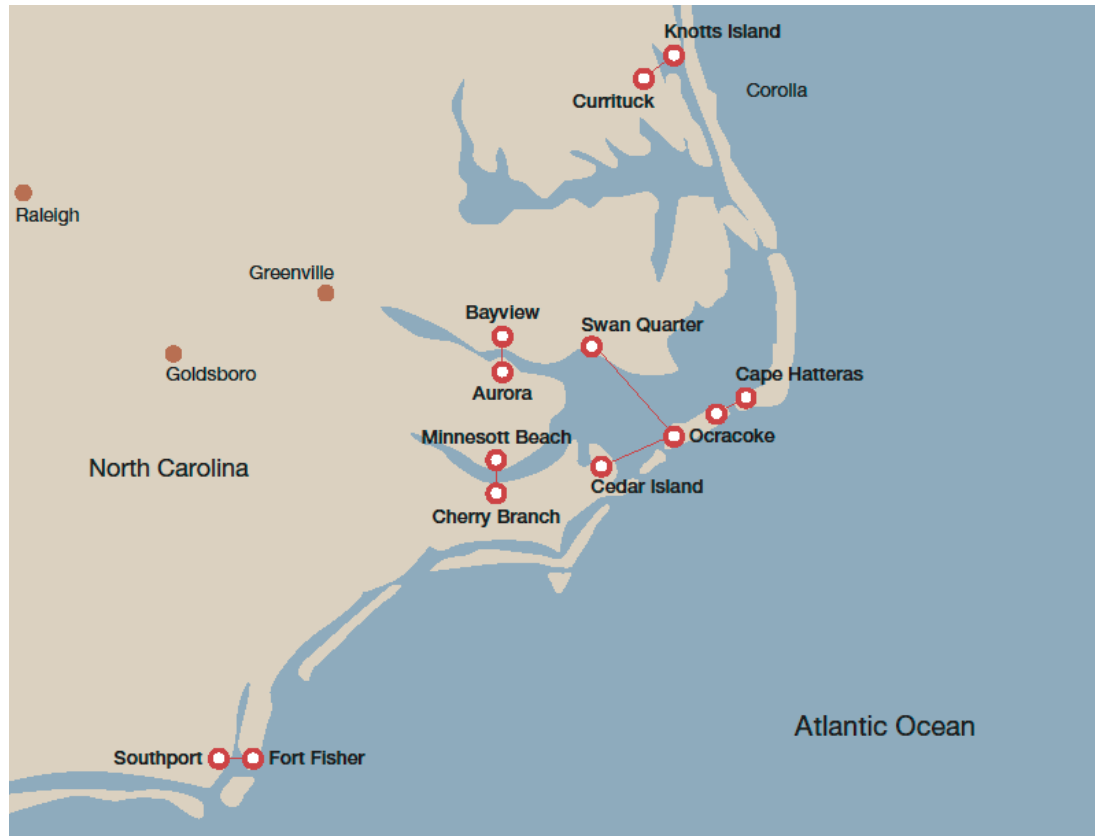 Knotts Island
Corolla
Currituck
Raleigh
Greenville
Bayview
Swan Quarter
Goldsboro
Aurora
Cape Hatteras
Minnesott Beach
Ocracoke
North Carolina
Cedar Island
Cherry Branch
Atlantic Ocean
Southport
Fort Fisher